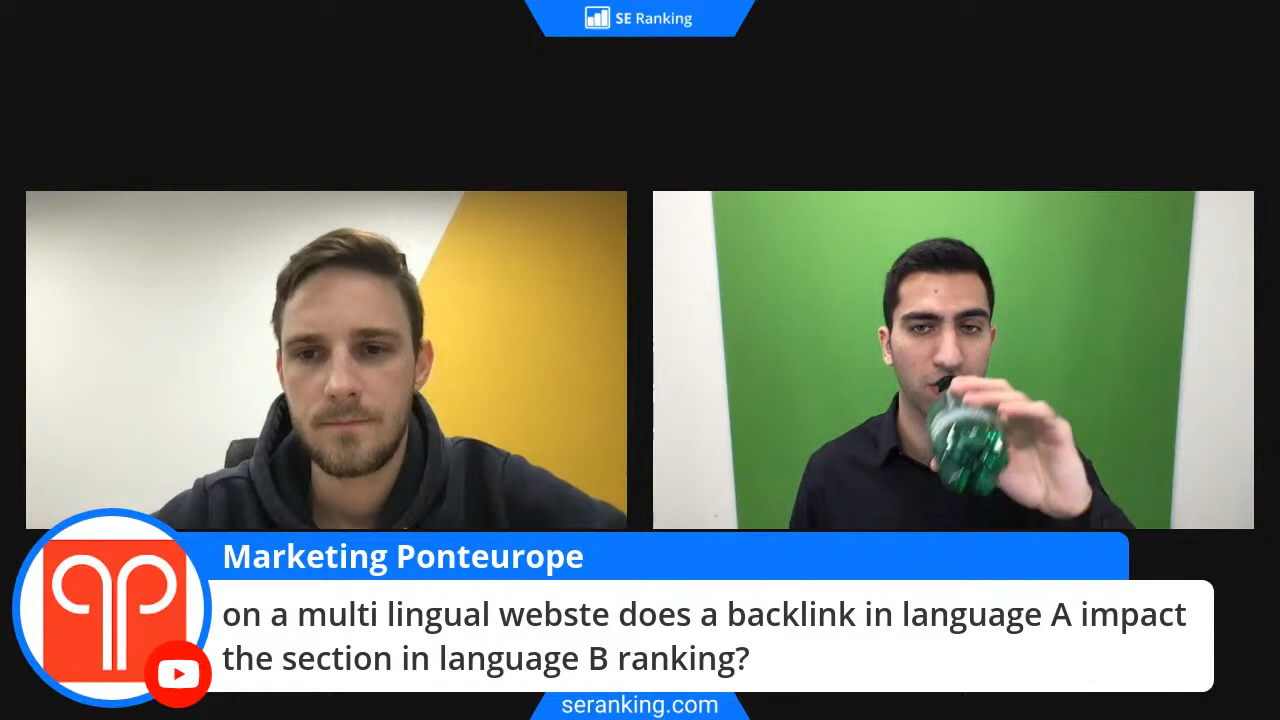 SE Ranking
Marketing Ponteurope
on a multi lingual webste does a backlink in language A impact
the section in language B ranking?
seranking.com